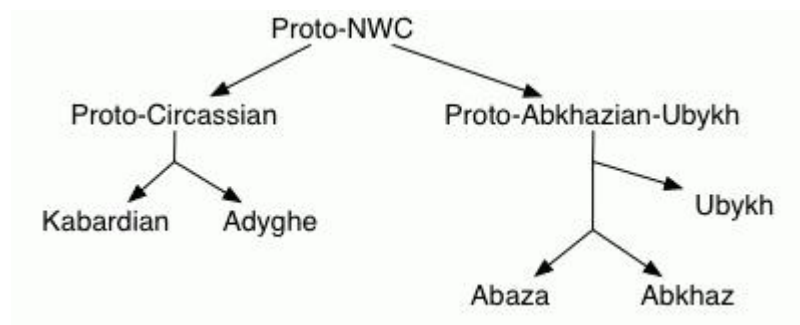 Proto-NWC
Proto-Circassian
Proto-Abkhazian-Ubykh
Kabardian
Adyghe
Ubykh
Abaza
Abkhaz